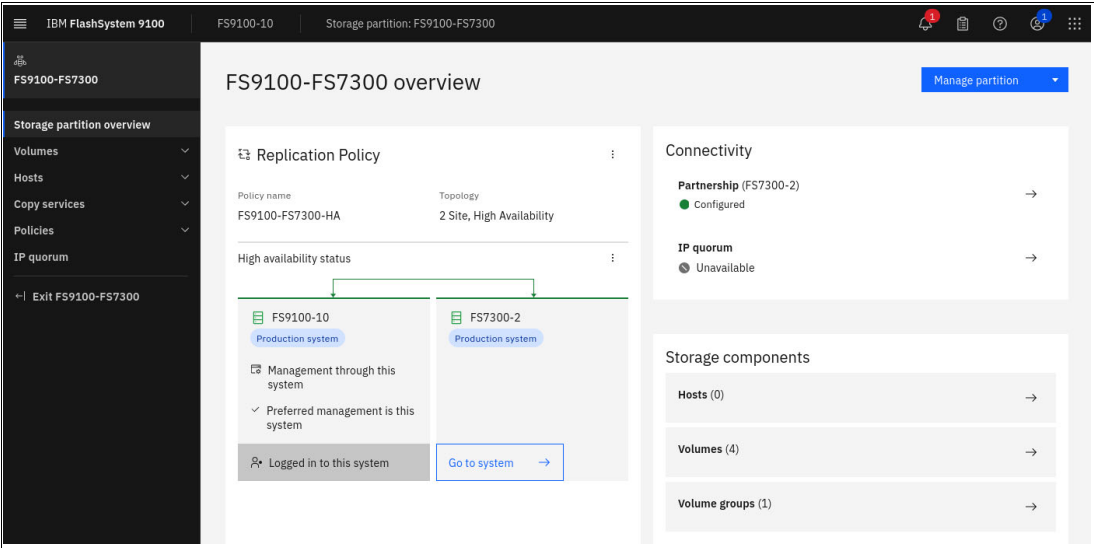 IBM FlashSystem 9100
FS9100-10
Storage partition: FS9100-FS7300
1
1
FS9100-FS7300
Storage partition overview
Volumes
Hosts
Copy services
Policies
IP quorum
Exit FS9100-FS7300
FS9100-FS7300 overview
Manage partition
Replication Policy
Policy name
FS9100-FS7300-HA
Topology
2 Site, High Availability
High availability status
FS9100-10
Production system
Management through this
system
Preferred management is this
system
Logged in to this system
FS7300-2
Production system
Go to system
Connectivity
Partnership (FS7300-2)
Configured
IP quorum
Unavailable
Storage components
Hosts (0)
Volumes (4)
Volume groups (1)